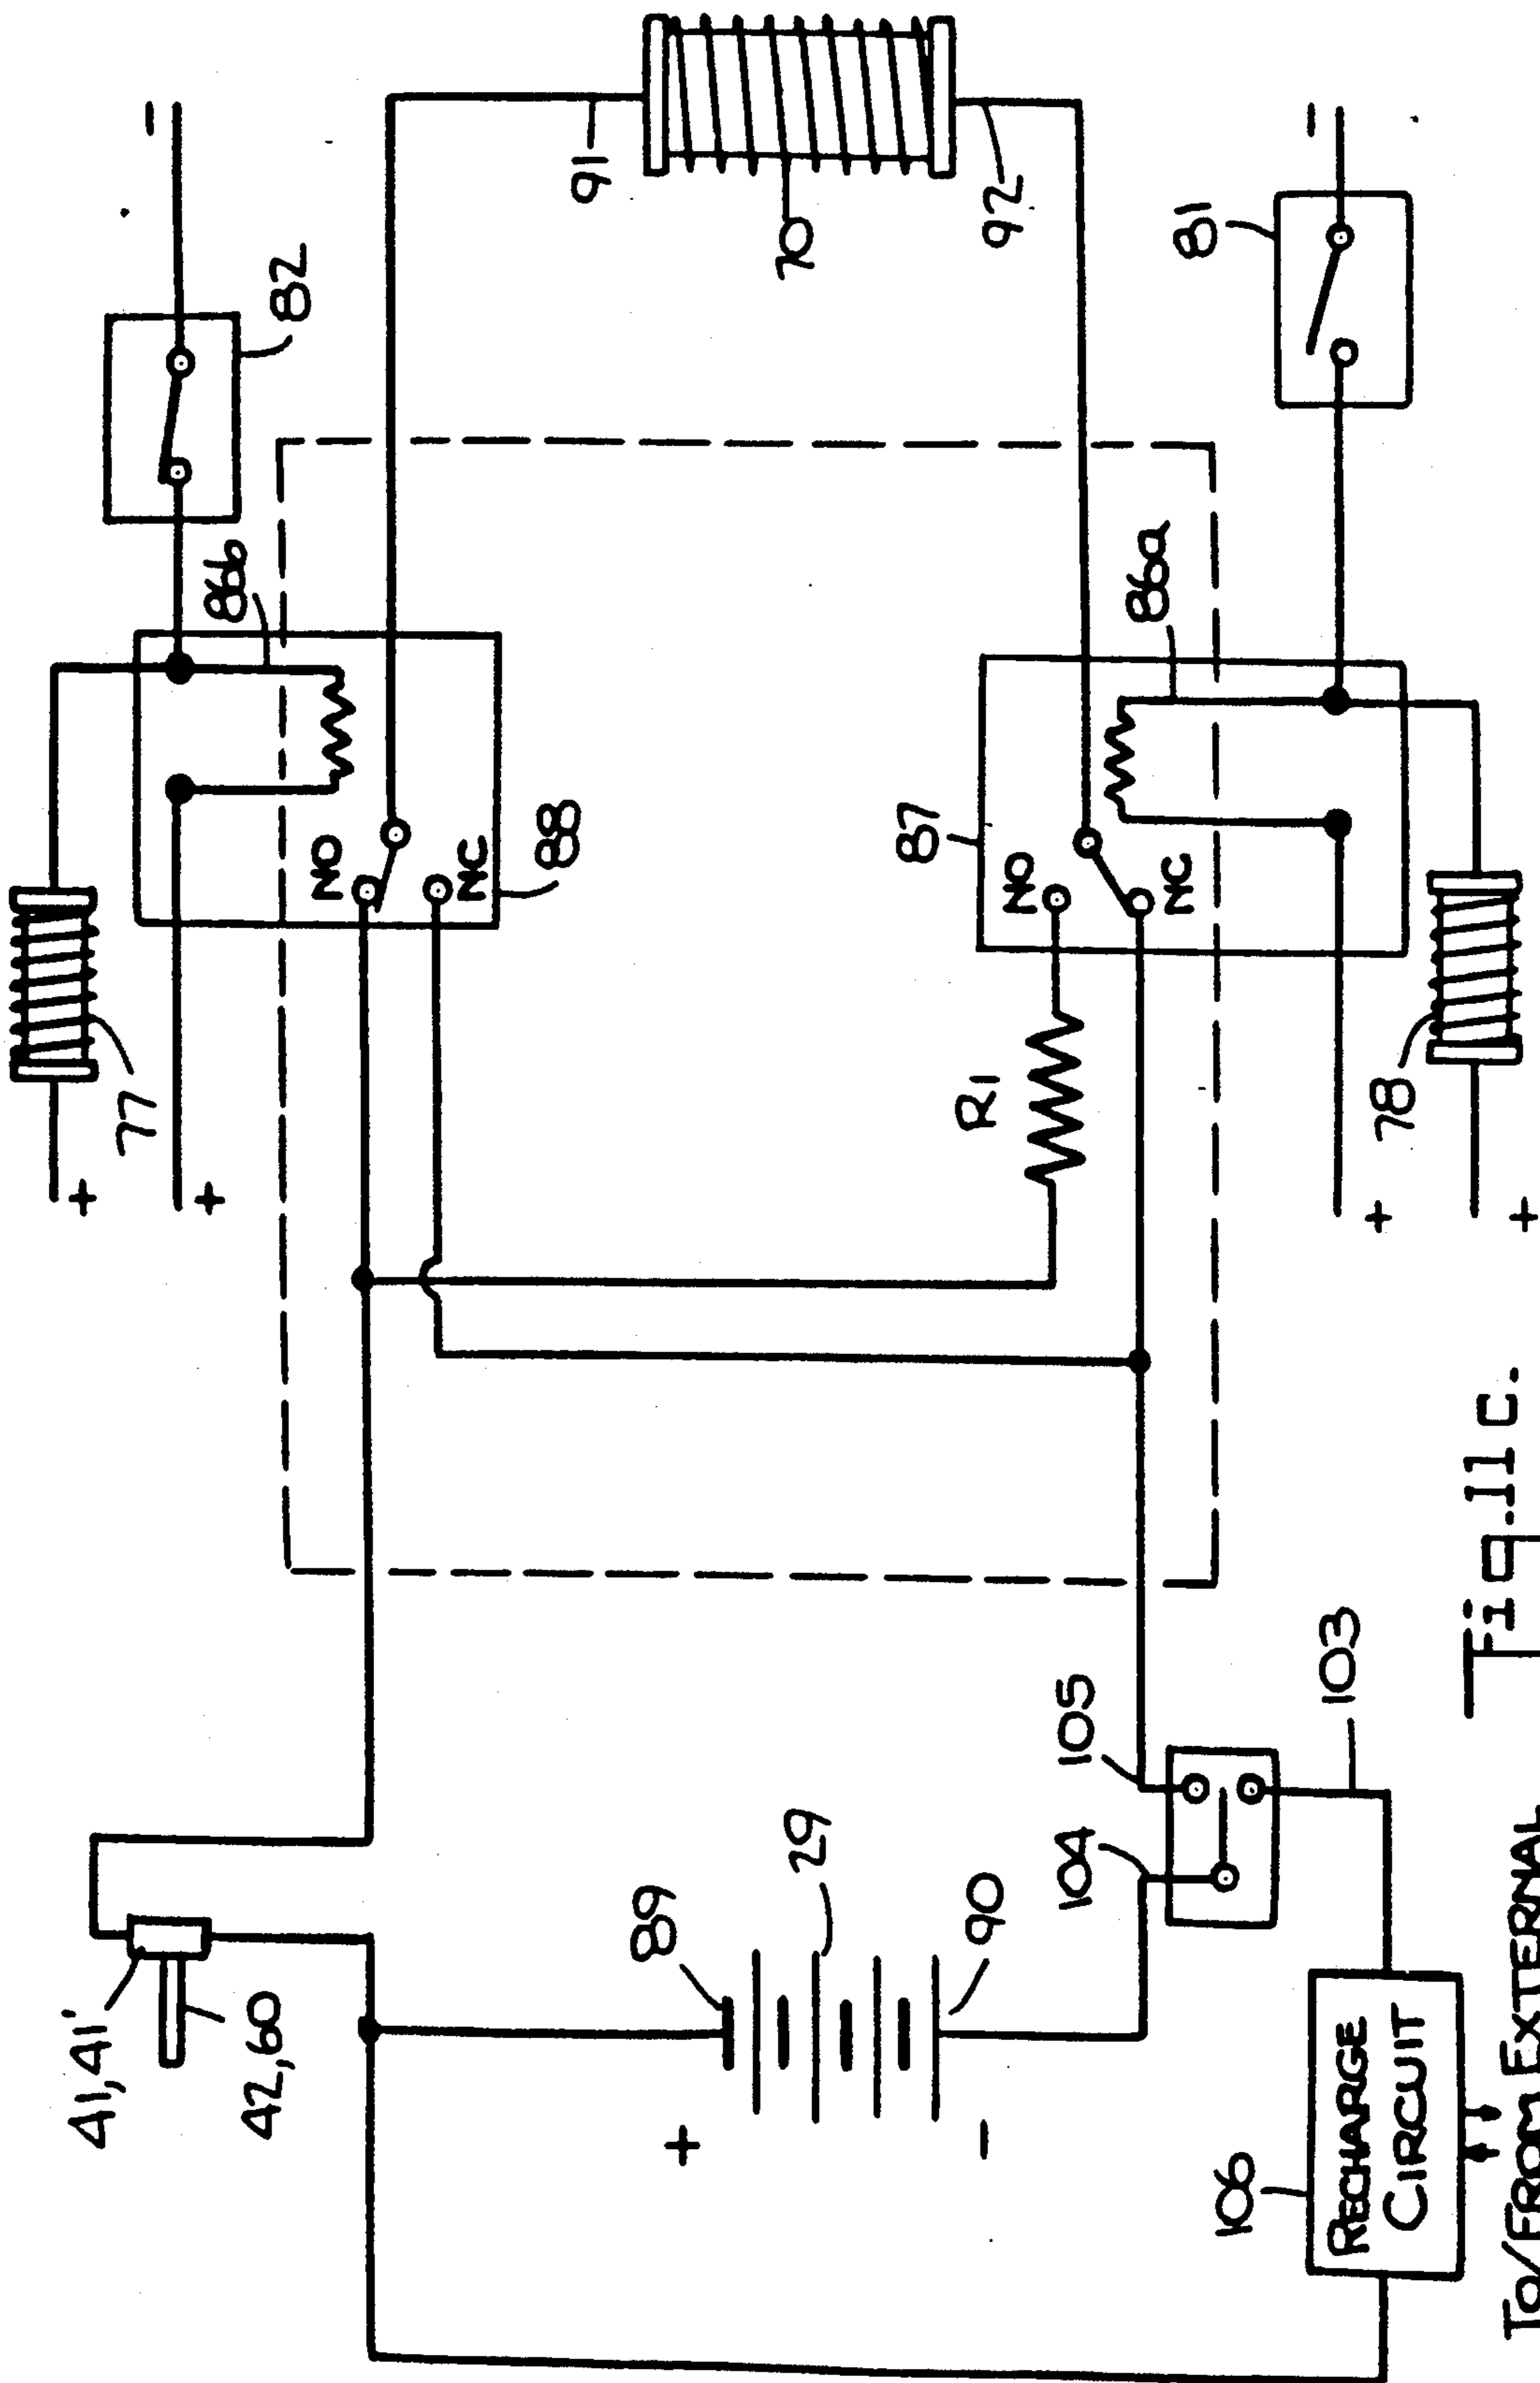 77
+
+
86b
82
-
NO
NC
88
91
70
92
41, 41'
42, 60
+
89
29
-
90
R1
NO
NC
87
86a
81
-
104
105
103
106
RECHARGE
CIRCUIT
+
78
+
TO/FROM EXTERNAL
Fig. 11 C.